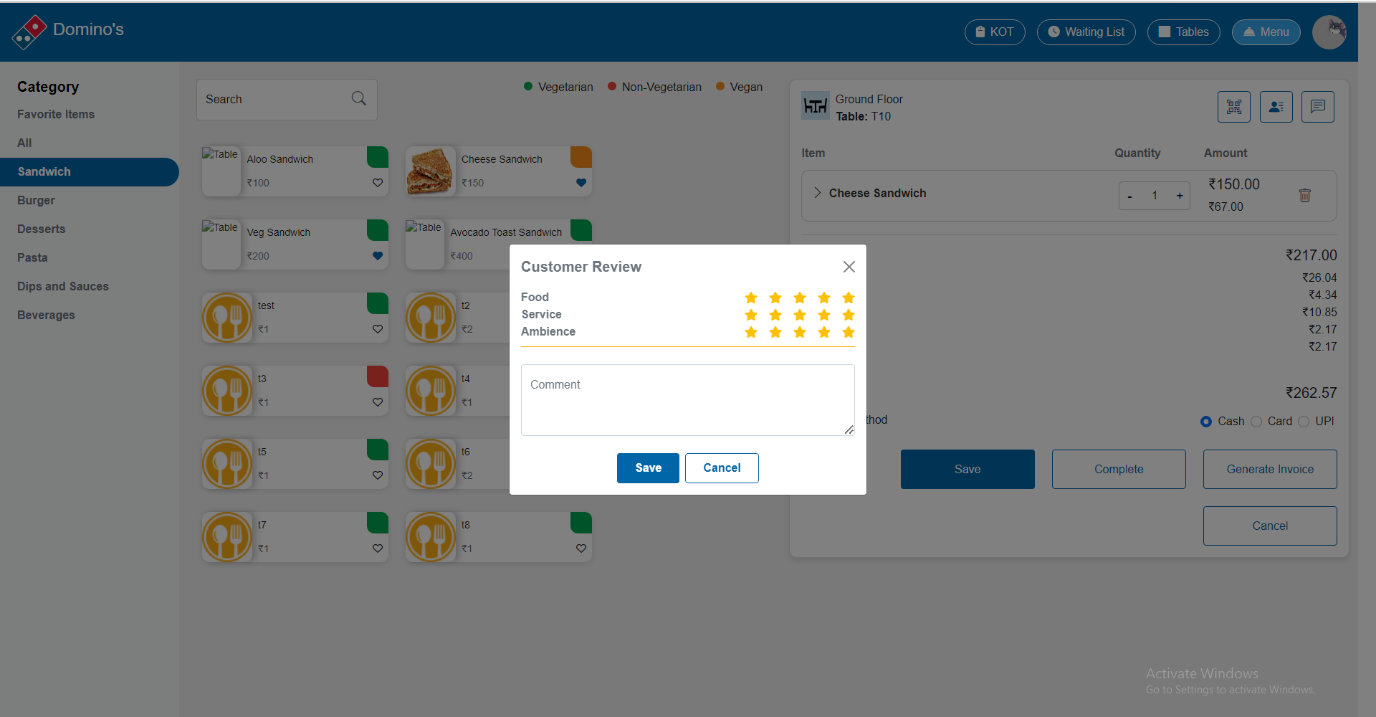 Domino's
KOT
Waiting List
Tables
Menu
Category
Favorite Items
All
Sandwich
Burger
Desserts
Pasta
Dips and Sauces
Beverages
Search
Vegetarian
Non-Vegetarian
Vegan
Table
Aloo Sandwich
₹100
Cheese Sandwich
₹150
Table
Veg Sandwich
₹200
Table
Avocado Toast Sandwich
₹400
test
₹1
t2
₹2
t3
₹1
t4
₹1
t5
₹1
t6
₹2
t7
₹1
t8
₹1
Customer Review
Food
Service
Ambience
Comment
Save
Cancel
Ground Floor
Table: T10
Item Quantity Amount
Cheese Sandwich
- 1 +
₹150.00
₹67.00
₹217.00
₹26.04
₹4.34
₹10.85
₹2.17
₹2.17
₹262.57
thod
Cash Card UPI
Save
Complete
Generate Invoice
Cancel
Activate Windows
Go to Settings to activate Windows.